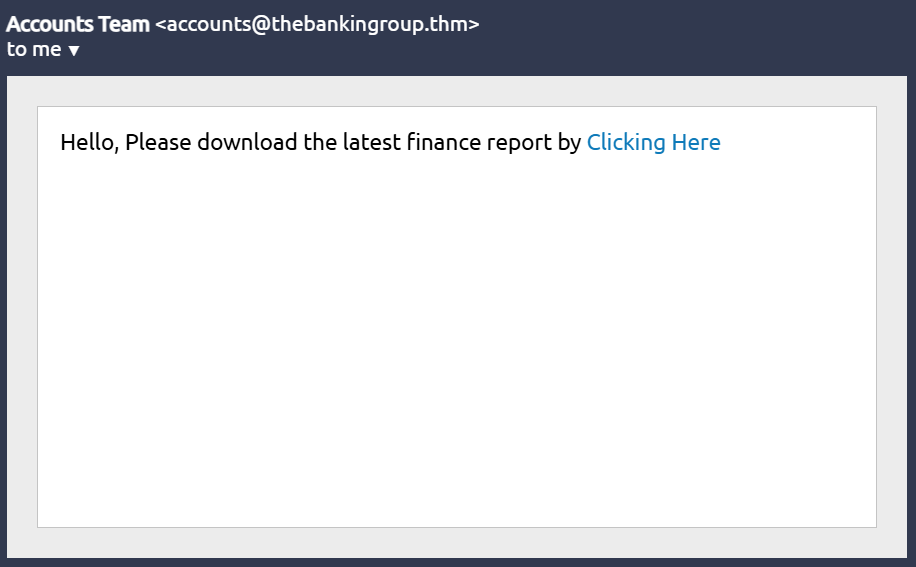 Accounts Team <accounts@thebankingroup.thm>
to me ▼
Hello, Please download the latest finance report by Clicking Here